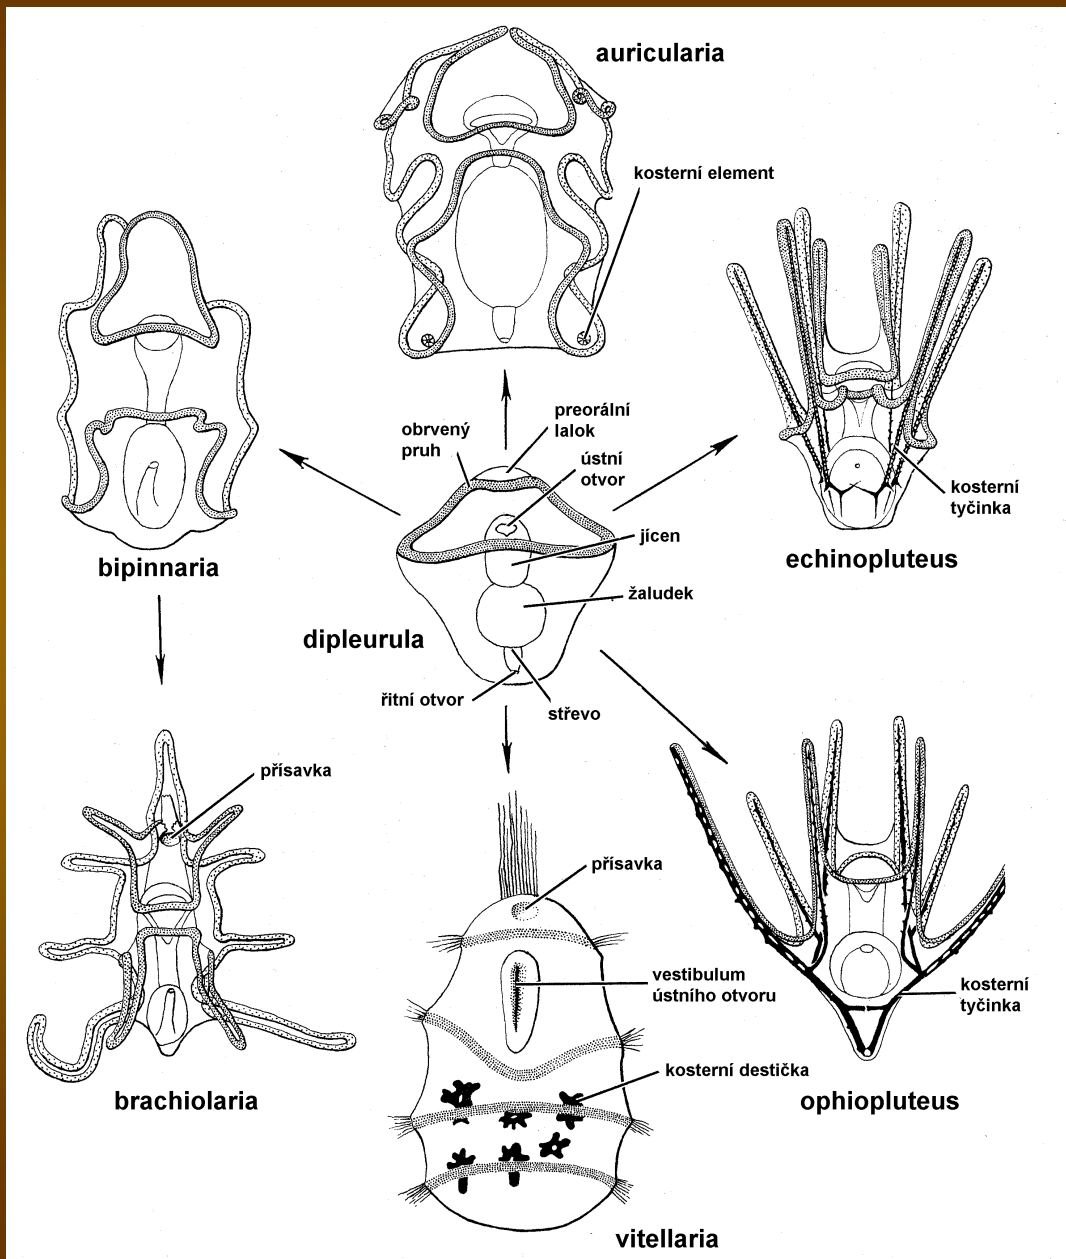 auricularia
kosterní element
preorální
lalok
obrvený
pruh
ústní
otvor
kosterní
tyčinka
jícen
bipinnaria
echinopluteus
žaludek
dipleurula
řitní otvor
střevo
přísavka
přísavka
vestibulum
ústního otvoru
kosterní
tyčinka
kosterní destička
brachiolaria
ophiopluteus
vitellaria